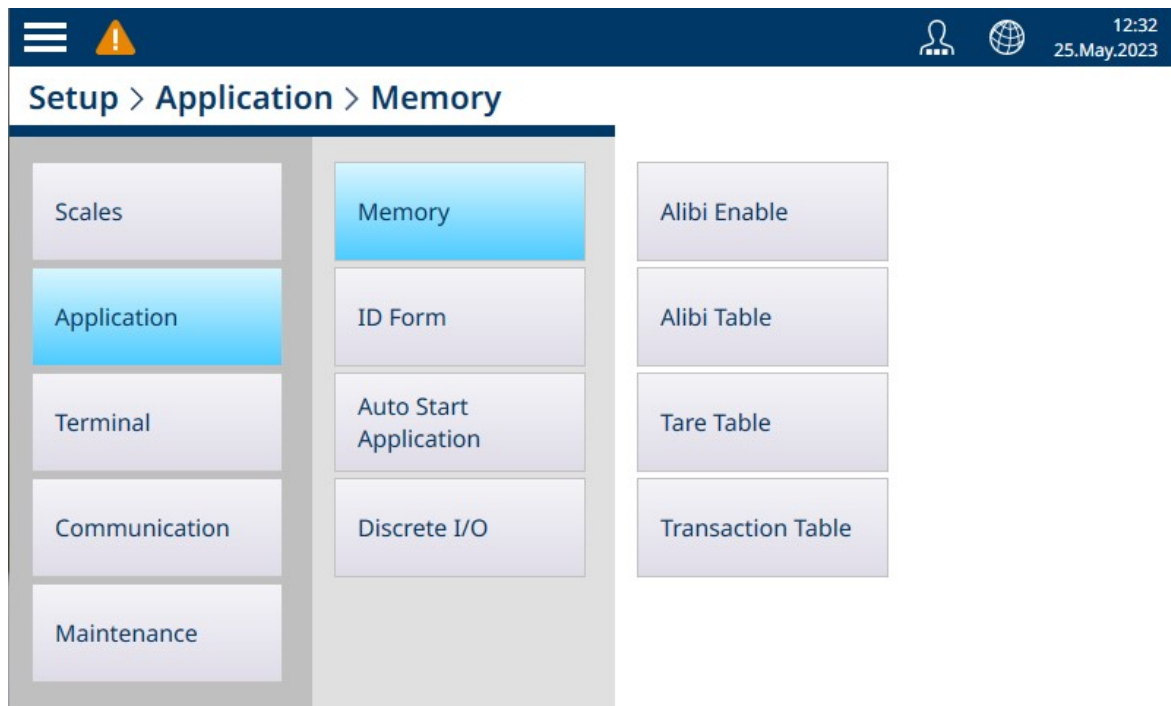 12:32
25.May.2023
Setup > Application > Memory
Scales
Application
Terminal
Communication
Maintenance
Memory
ID Form
Auto Start
Application
Discrete I/O
Alibi Enable
Alibi Table
Tare Table
Transaction Table